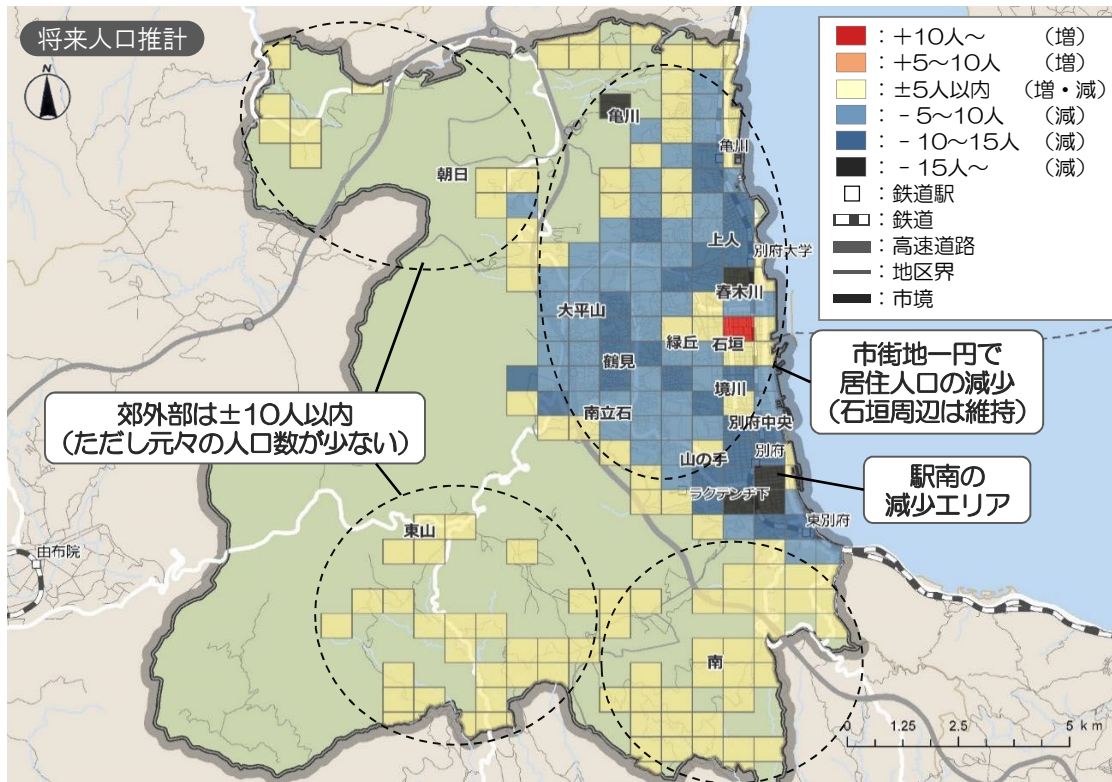 将来人口推計
N
＋10人～ （増）
＋5～10人 （増）
±5人以内 （増・減）
－5～10人 （減）
－10～15人 （減）
－15人～ （減）
：鉄道駅
：鉄道
：高速道路
：地区界
：市境
亀川
亀川
朝日
上人
別府大学
春木川
大平山
緑丘
石垣
鶴見
境川
南立石
別府中央
別府
山の手
ラクテンチ下
東別府
東山
由布院
南
市街地一円で
居住人口の減少
（石垣周辺は維持）
郊外部は±10人以内
（ただし元々の人口数が少ない）
駅南の
減少エリア
0 1.25 2.5 5 km